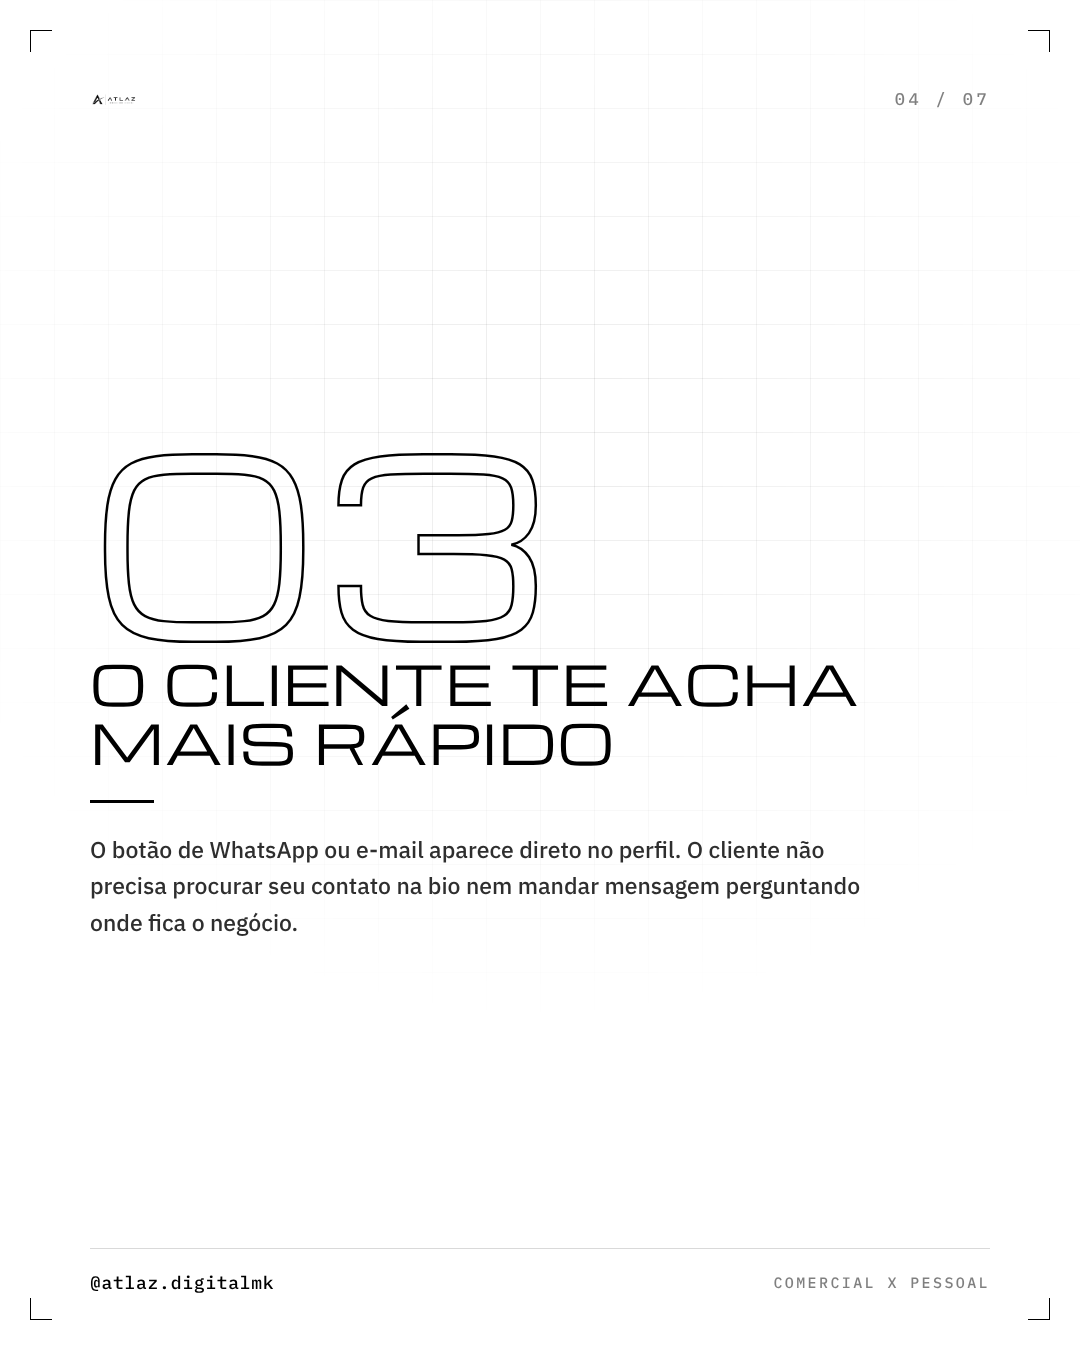 ATLAZ
04 / 07
03
O CLIENTE TE ACHA
MAIS RÁPIDO
O botão de WhatsApp ou e-mail aparece direto no perfil. O cliente não
precisa procurar seu contato na bio nem mandar mensagem perguntando
onde fica o negócio.
@atlaz.digitalmk
COMERCIAL X PESSOAL